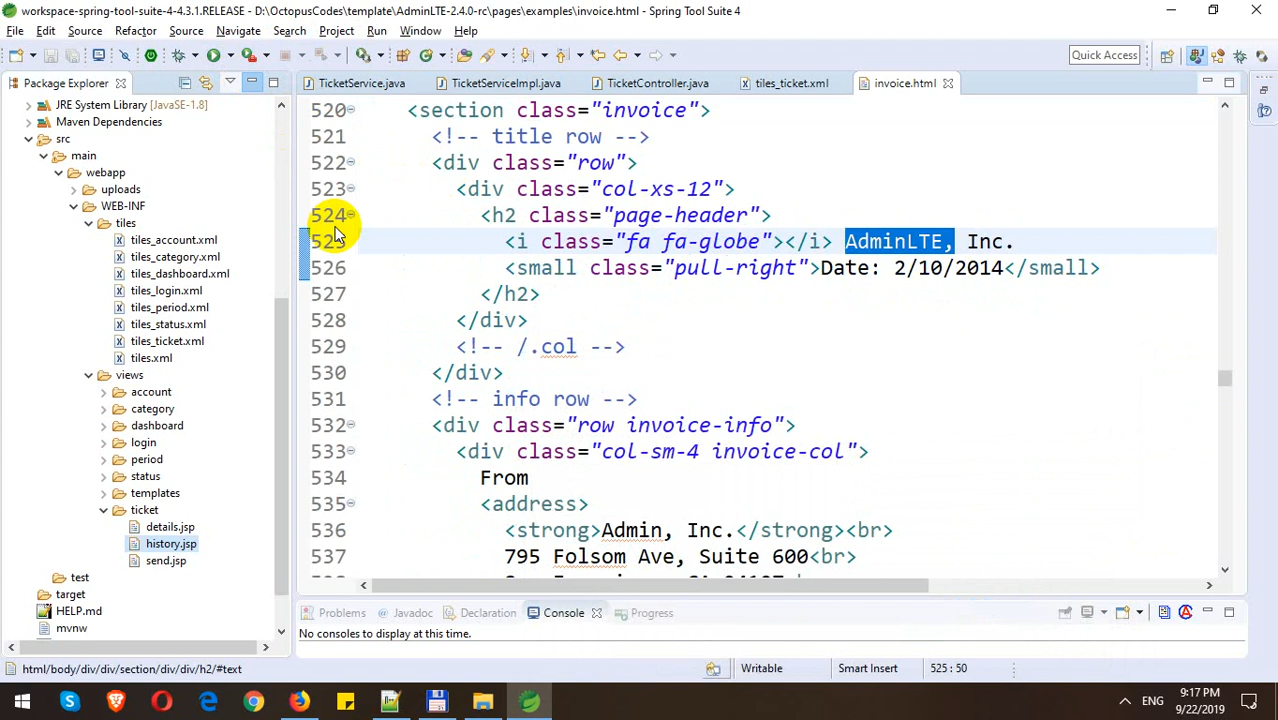 workspace-spring-tool-suite-4-4.3.1.RELEASE - D:\OctopusCodes\template\AdminLTE-2.4.0-rc\pages\examples\invoice.html - Spring Tool Suite 4
File Edit Source Refactor Navigate Search Project Run Window Help
Quick Access
Package Explorer
TicketService.java
TicketServiceImpl.java
TicketController.java
tiles_ticket.xml
invoice.html
JRE System Library [JavaSE-1.8]
Maven Dependencies
src
main
webapp
uploads
WEB-INF
tiles
tiles_account.xml
tiles_category.xml
tiles_dashboard.xml
tiles_login.xml
tiles_period.xml
tiles_status.xml
tiles_ticket.xml
tiles.xml
views
account
category
dashboard
login
period
status
templates
ticket
details.jsp
history.jsp
send.jsp
test
target
HELP.md
mvnw
520 <section class="invoice">
521 <!-- title row -->
522 <div class="row">
523 <div class="col-xs-12">
524 <h2 class="page-header">
525 <i class="fa fa-globe"></i> AdminLTE, Inc.
526 <small class="pull-right">Date: 2/10/2014</small>
527 </h2>
528 </div>
529 <!-- /.col -->
530 </div>
531 <!-- info row -->
532 <div class="row invoice-info">
533 <div class="col-sm-4 invoice-col">
534 From
535 <address>
536 <strong>Admin, Inc.</strong><br>
537 795 Folsom Ave, Suite 600<br>
Problems
Javadoc
Declaration
Console
Progress
No consoles to display at this time.
html/body/div/div/section/div/div/h2/#text
Writable
Smart Insert
525 : 50
ENG
9:17 PM
9/22/2019